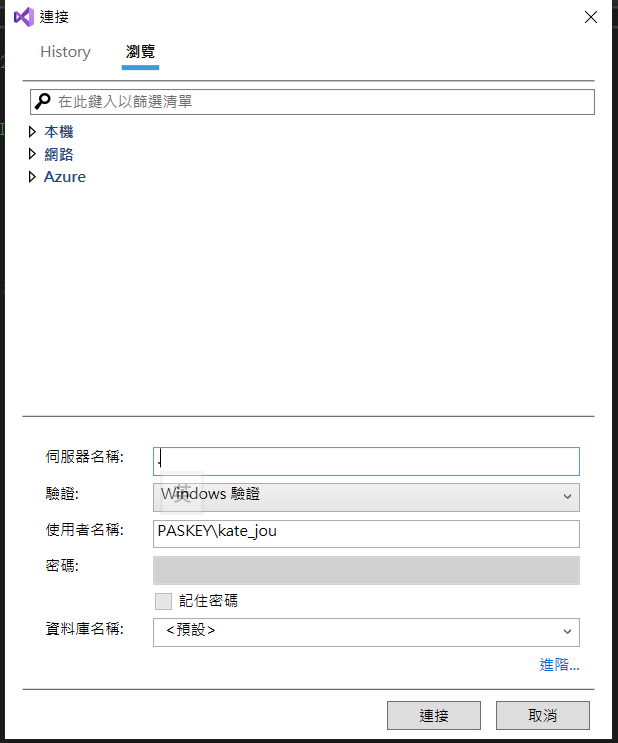 連接
History 瀏覽
在此鍵入以篩選清單
本機
網路
Azure
伺服器名稱: .
英
驗證: Windows 驗證
使用者名稱: PASKEY\kate_jou
密碼:
記住密碼
資料庫名稱: <預設>
進階...
連接 取消